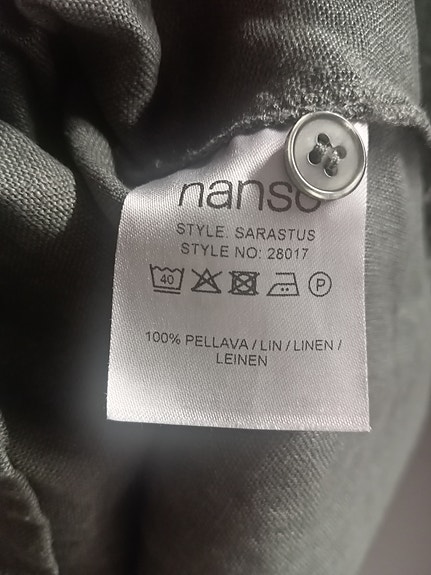 nanso
STYLE. SARASTUS
STYLE NO: 28017
40 P
100% PELLAVA / LIN / LINEN /
LEINEN